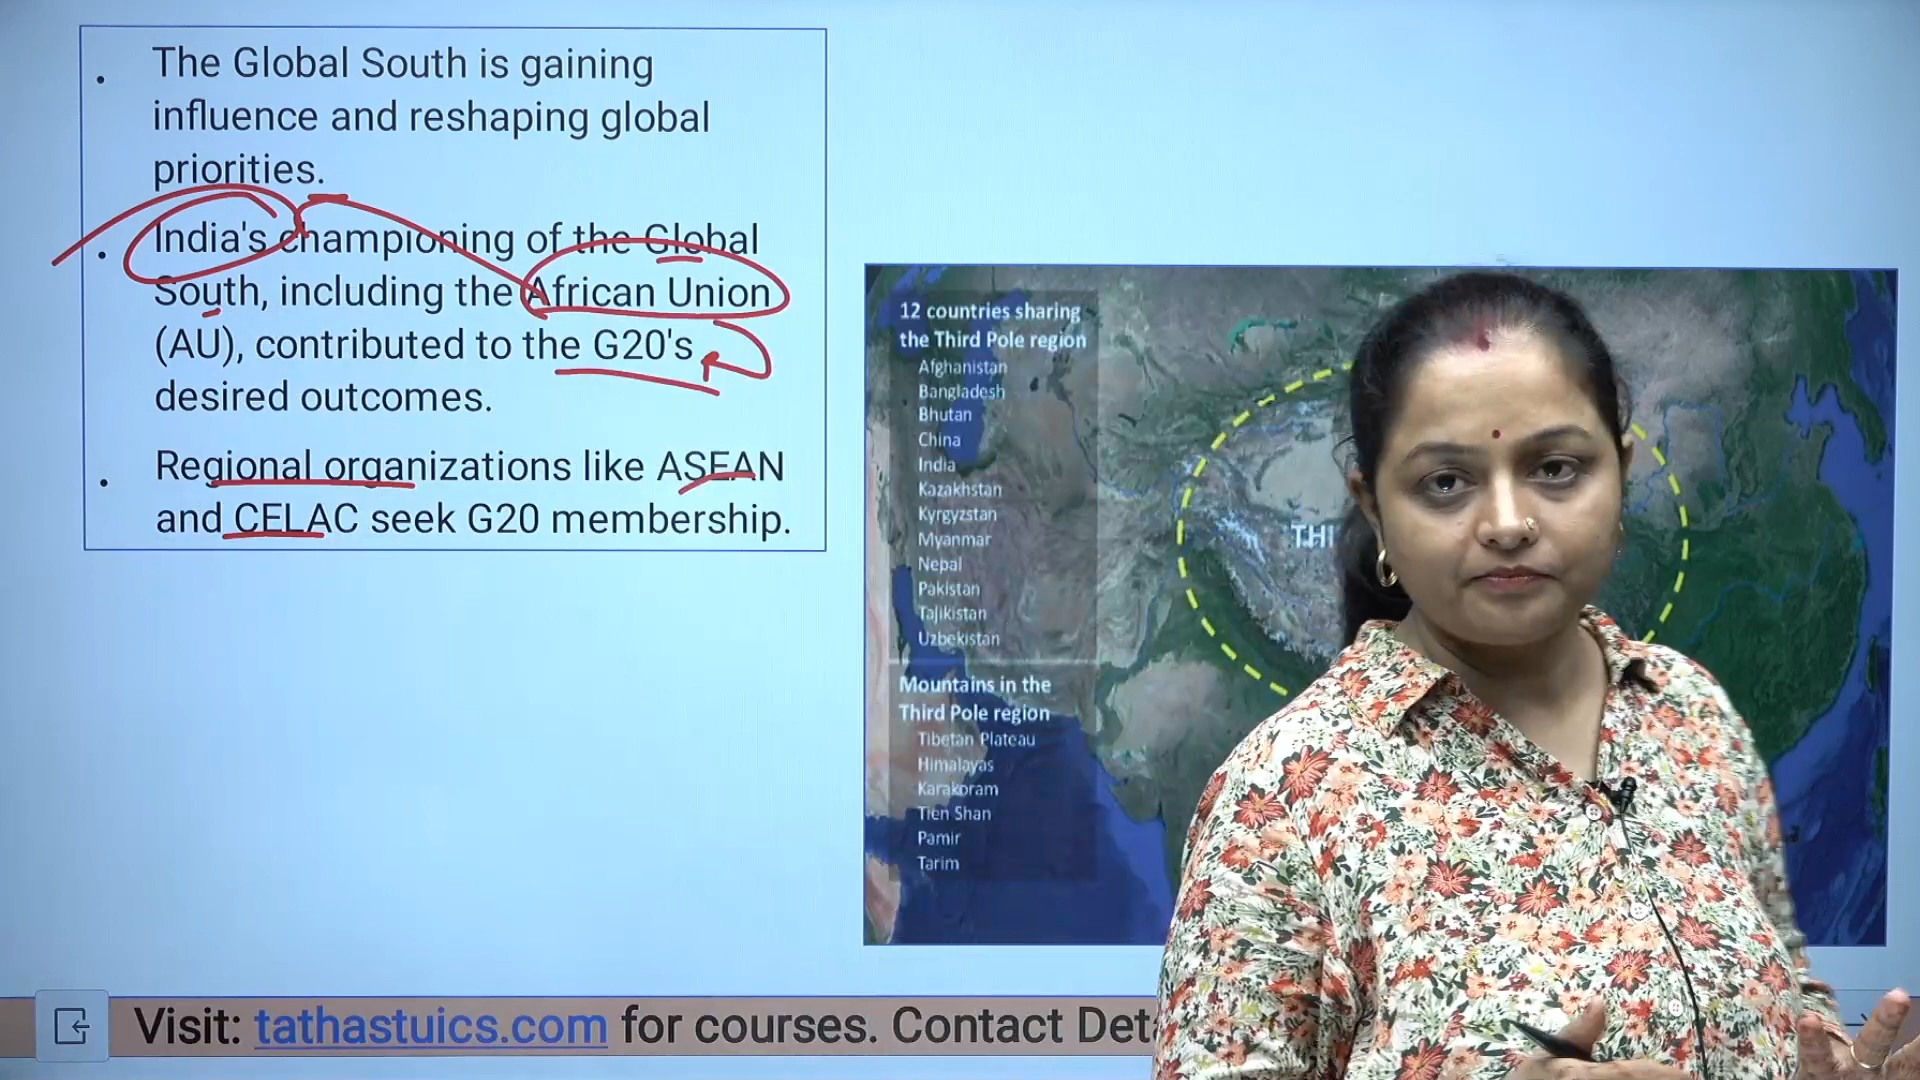 The Global South is gaining
influence and reshaping global
priorities.
India's championing of the Global
South, including the African Union
(AU), contributed to the G20's
desired outcomes.
Regional organizations like ASEAN
and CELAC seek G20 membership.
12 countries sharing
the Third Pole region
Afghanistan
Bangladesh
Bhutan
China
India
Kazakhstan
Kyrgyzstan
Myanmar
Nepal
Pakistan
Tajikistan
Uzbekistan
Mountains in the
Third Pole region
Tibetan Plateau
Himalayas
Karakoram
Tien Shan
Pamir
Tarim
THI
Visit: tathastuics.com for courses. Contact Det